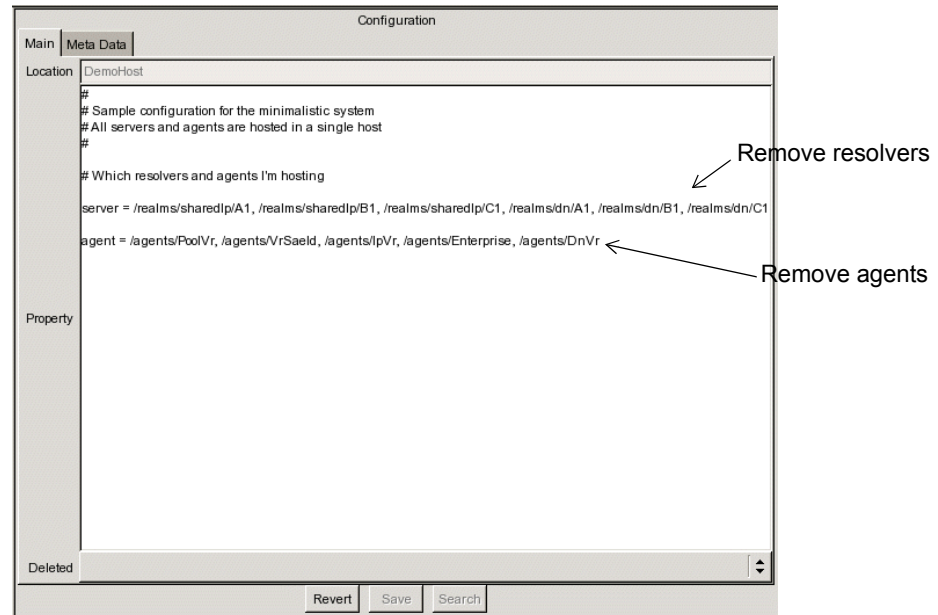 Configuration
Main Meta Data
Location DemoHost
#
# Sample configuration for the minimalistic system
# All servers and agents are hosted in a single host
#
# Which resolvers and agents I'm hosting
Remove resolvers
server = /realms/sharedIp/A1, /realms/sharedIp/B1, /realms/sharedIp/C1, /realms/dn/A1, /realms/dn/B1, /realms/dn/C1
agent = /agents/PoolVr, /agents/VrSaeId, /agents/IpVr, /agents/Enterprise, /agents/DnVr
Remove agents
Property
Deleted
Revert Save Search